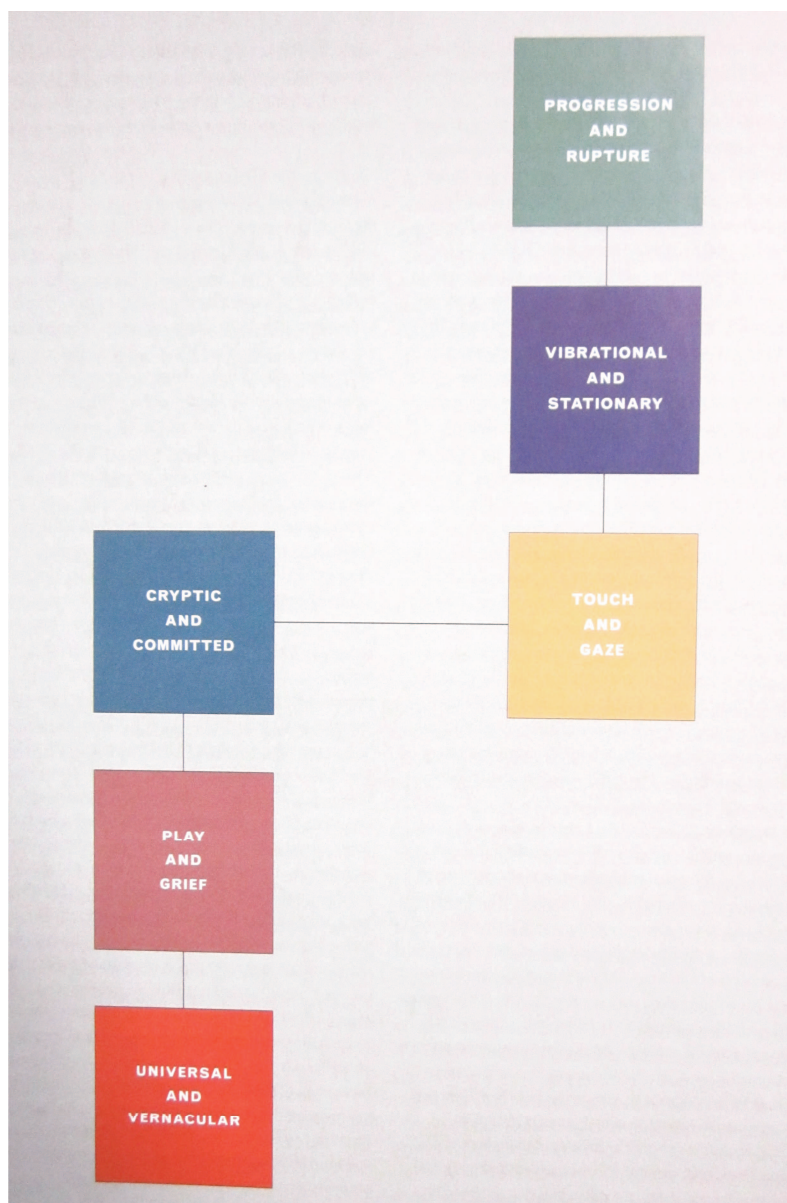 PROGRESSION
AND
RUPTURE
VIBRATIONAL
AND
STATIONARY
CRYPTIC
AND
COMMITTED
TOUCH
AND
GAZE
PLAY
AND
GRIEF
UNIVERSAL
AND
VERNACULAR